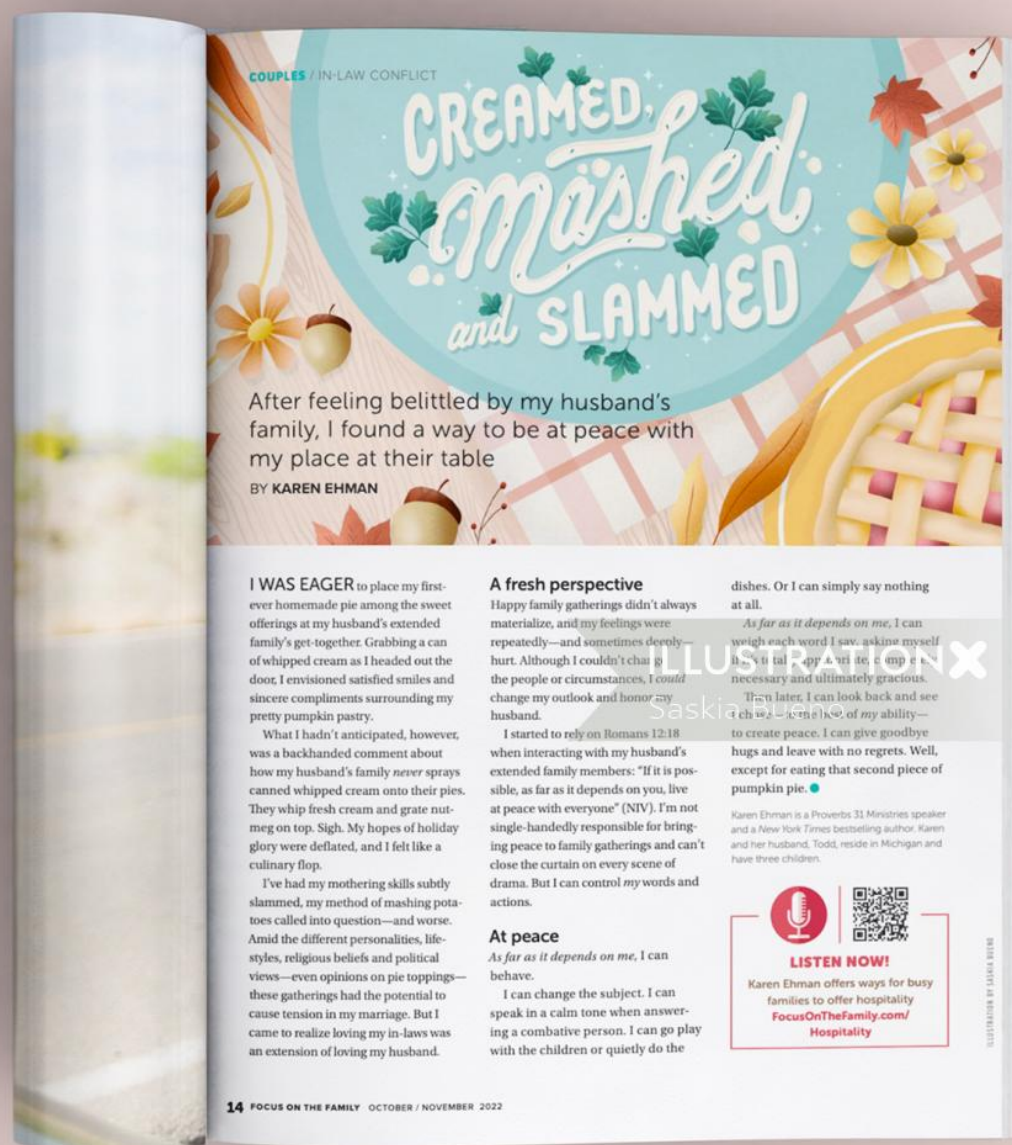 COUPLES / IN-LAW CONFLICT
CREAMED,
mashed
and SLAMMED
After feeling belittled by my husband's
family, I found a way to be at peace with
my place at their table
BY KAREN EHMAN
I WAS EAGER to place my first-
ever homemade pie among the sweet
offerings at my husband's extended
family's get-together. Grabbing a can
of whipped cream as I headed out the
door, I envisioned satisfied smiles and
sincere compliments surrounding my
pretty pumpkin pastry.
What I hadn't anticipated, however,
was a backhanded comment about
how my husband's family never sprays
canned whipped cream onto their pies.
They whip fresh cream and grate nut-
meg on top. Sigh. My hopes of holiday
glory were deflated, and I felt like a
culinary flop.
I've had my mothering skills subtly
slammed, my method of mashing pota-
toes called into question—and worse.
Amid the different personalities, life-
styles, religious beliefs and political
views—even opinions on pie toppings—
these gatherings had the potential to
cause tension in my marriage. But I
came to realize loving my in-laws was
an extension of loving my husband.
A fresh perspective
Happy family gatherings didn't always
materialize, and my feelings were
repeatedly—and sometimes deeply—
hurt. Although I couldn't change
the people or circumstances, I could
change my outlook and honor my
husband.
I started to rely on Romans 12:18
when interacting with my husband's
extended family members: "If it is pos-
sible, as far as it depends on you, live
at peace with everyone" (NIV). I'm not
single-handedly responsible for bring-
ing peace to family gatherings and can't
close the curtain on every scene of
drama. But I can control my words and
actions.
At peace
As far as it depends on me, I can
behave.
I can change the subject. I can
speak in a calm tone when answer-
ing a combative person. I can go play
with the children or quietly do the
dishes. Or I can simply say nothing
at all.
As far as it depends on me, I can
weigh each word I say, asking myself
necessary and ultimately gracious.
Then later, I can look back and see
of my ability—
to create peace. I can give goodbye
hugs and leave with no regrets. Well,
except for eating that second piece of
pumpkin pie.
Karen Ehman is a Proverbs 31 Ministries speaker
and a New York Times bestselling author. Karen
and her husband, Todd, reside in Michigan and
have three children.
LISTEN NOW!
Karen Ehman offers ways for busy
families to offer hospitality
FocusOnTheFamily.com/
Hospitality
ILLUSTRATION BY SASKIA BUENO
14 FOCUS ON THE FAMILY OCTOBER / NOVEMBER 2022
ILLUSTRATIONX
Saskia Bueno